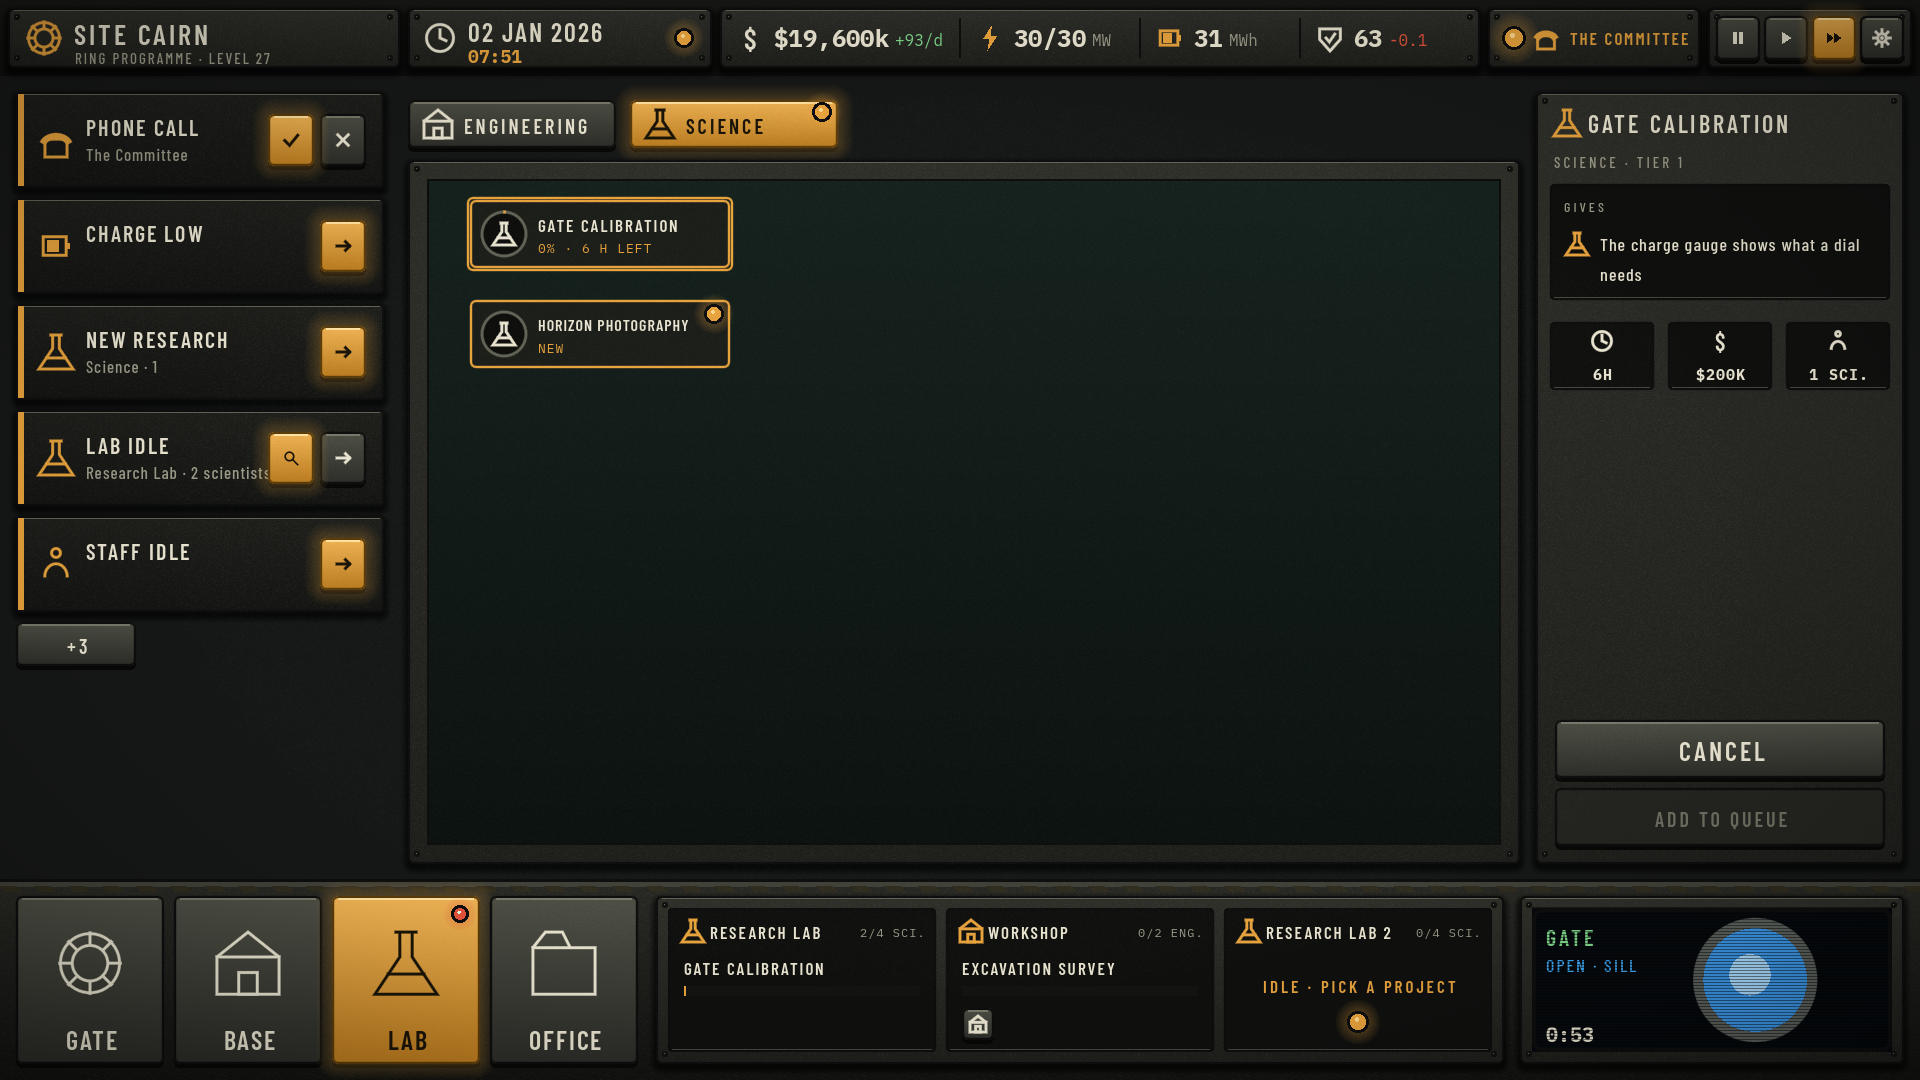 SITE CAIRN
RING PROGRAMME · LEVEL 27
02 JAN 2026
07:51
$ $19,600k +93/d
30/30 MW
31 MWh
63 -0.1
THE COMMITTEE
PHONE CALL
The Committee
CHARGE LOW
NEW RESEARCH
Science · 1
LAB IDLE
Research Lab · 2 scientists
STAFF IDLE
+3
ENGINEERING
SCIENCE
GATE CALIBRATION
0% · 6 H LEFT
HORIZON PHOTOGRAPHY
NEW
GATE CALIBRATION
SCIENCE · TIER 1
GIVES
The charge gauge shows what a dial
needs
6H
$
$200K
1 SCI.
CANCEL
ADD TO QUEUE
GATE
BASE
LAB
OFFICE
RESEARCH LAB 2/4 SCI.
GATE CALIBRATION
WORKSHOP 0/2 ENG.
EXCAVATION SURVEY
RESEARCH LAB 2 0/4 SCI.
IDLE · PICK A PROJECT
GATE
OPEN · SILL
0:53